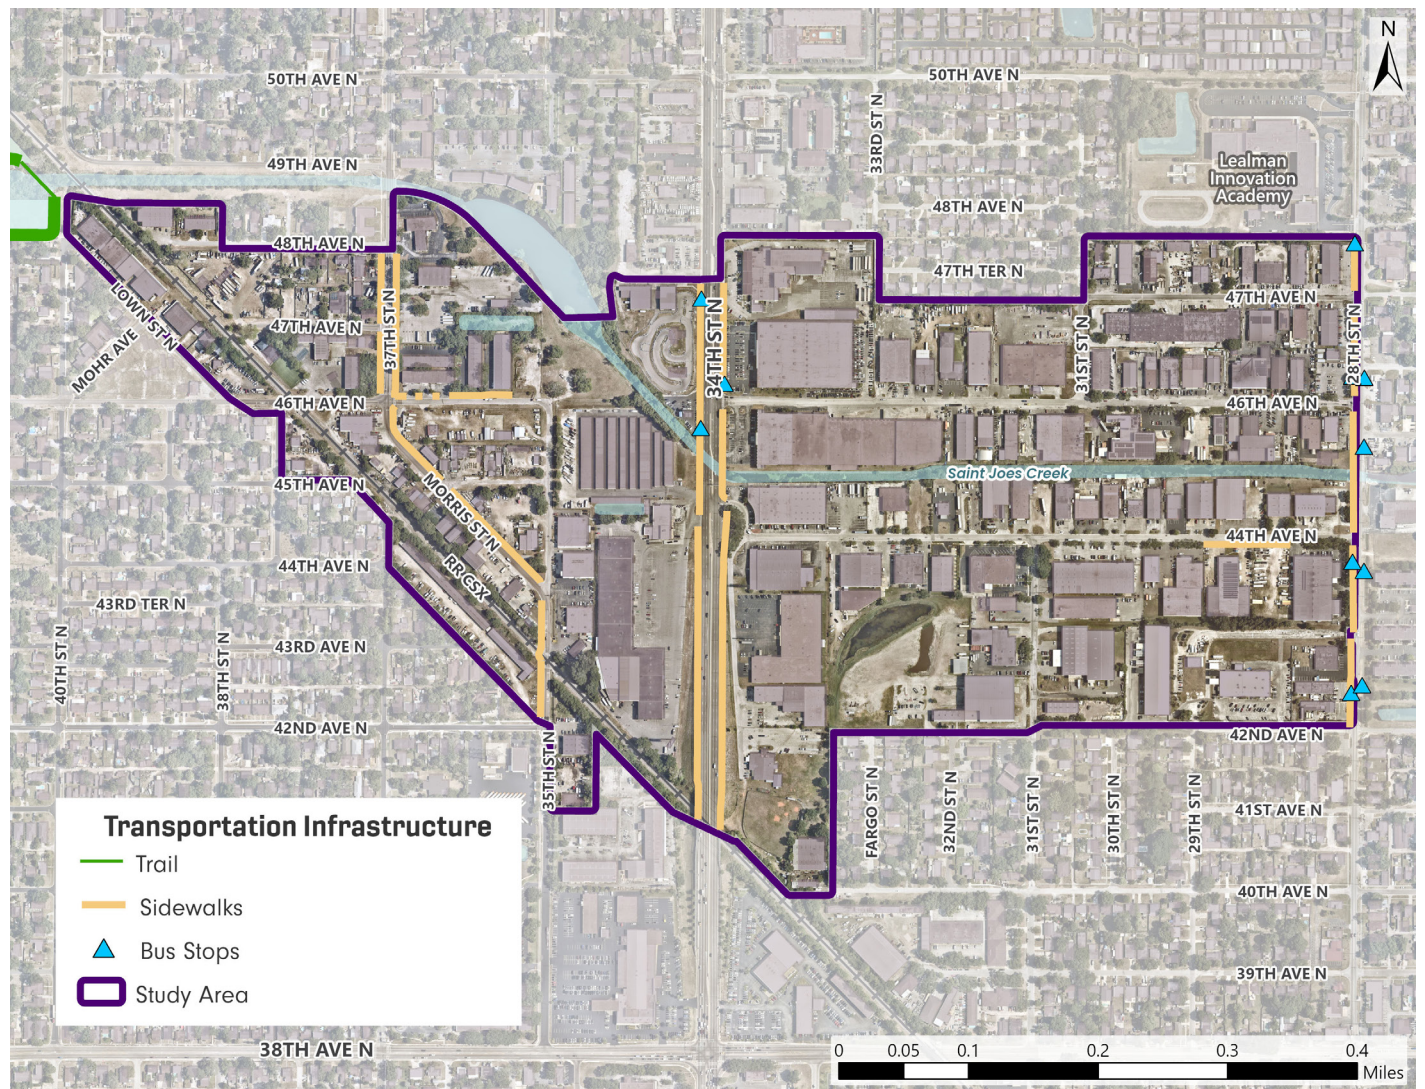 N
50TH AVE N
50TH AVE N
33RD ST N
49TH AVE N
Lealman
Innovation
Academy
48TH AVE N
48TH AVE N
47TH TER N
47TH AVE N
LOWN ST N
MOHR AVE
47TH AVE N
37TH ST N
34TH ST N
31ST ST N
28TH ST N
46TH AVE N
46TH AVE N
Saint Joes Creek
45TH AVE N
MORRIS ST N
RR CSX
44TH AVE N
44TH AVE N
43RD TER N
43RD AVE N
40TH ST N
38TH ST N
42ND AVE N
42ND AVE N
35TH ST N
FARGO ST N
32ND ST N
31ST ST N
30TH ST N
29TH ST N
41ST AVE N
40TH AVE N
39TH AVE N
38TH AVE N
Transportation Infrastructure
Trail
Sidewalks
Bus Stops
Study Area
0 0.05 0.1 0.2 0.3 0.4
Miles